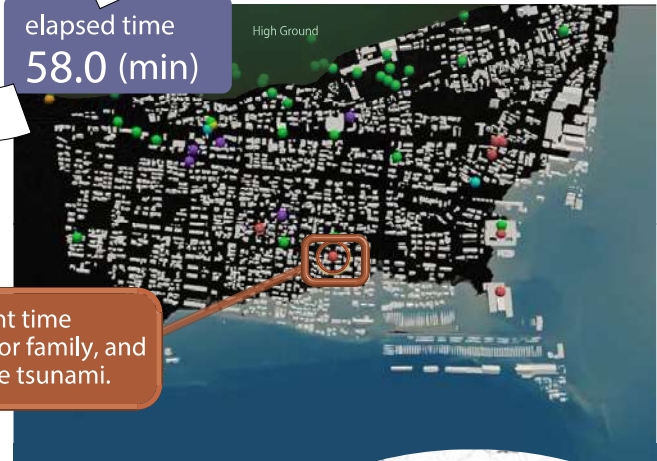 elapsed time
58.0 (min)
High Ground
nt time
or family, and
e tsunami.